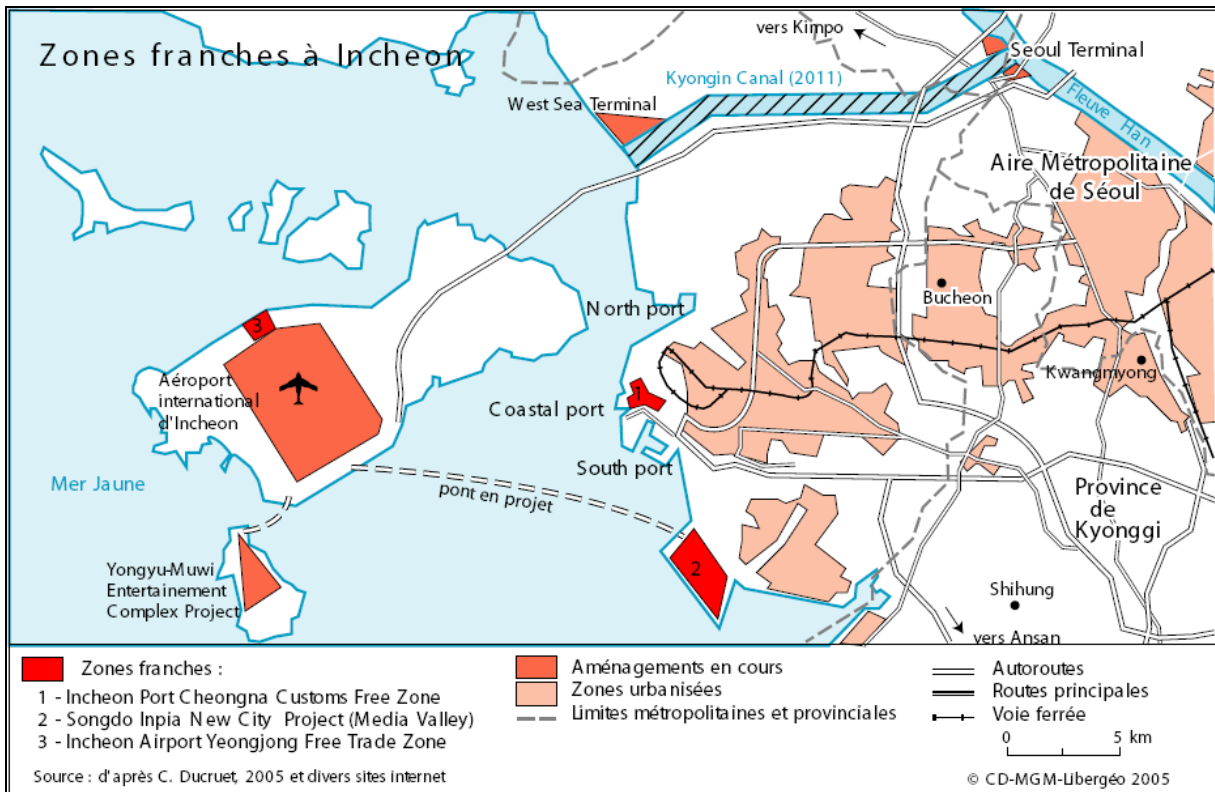 Zones franches à Incheon
vers Kimpo
Seoul Terminal
Kyongin Canal (2011)
West Sea Terminal
Fleuve Han
Aire Métropolitaine
de Séoul
North port
Bucheon
3
Kwangmyong
Aéroport
international
d'Incheon
1
Coastal port
South port
Mer Jaune
pont en projet
Province
de
Kyonggi
2
Yongyu-Muwi
Entertainement
Complex Project
Shihung
vers Ansan
Zones franches :
1 - Incheon Port Cheongna Customs Free Zone
2 - Songdo Inpia New City Project (Media Valley)
3 - Incheon Airport Yeongjong Free Trade Zone
Aménagements en cours
Zones urbanisées
Limites métropolitaines et provinciales
Autoroutes
Routes principales
Voie ferrée
0 5 km
Source : d'après C. Ducruet, 2005 et divers sites internet
© CD-MGM-Libergéo 2005